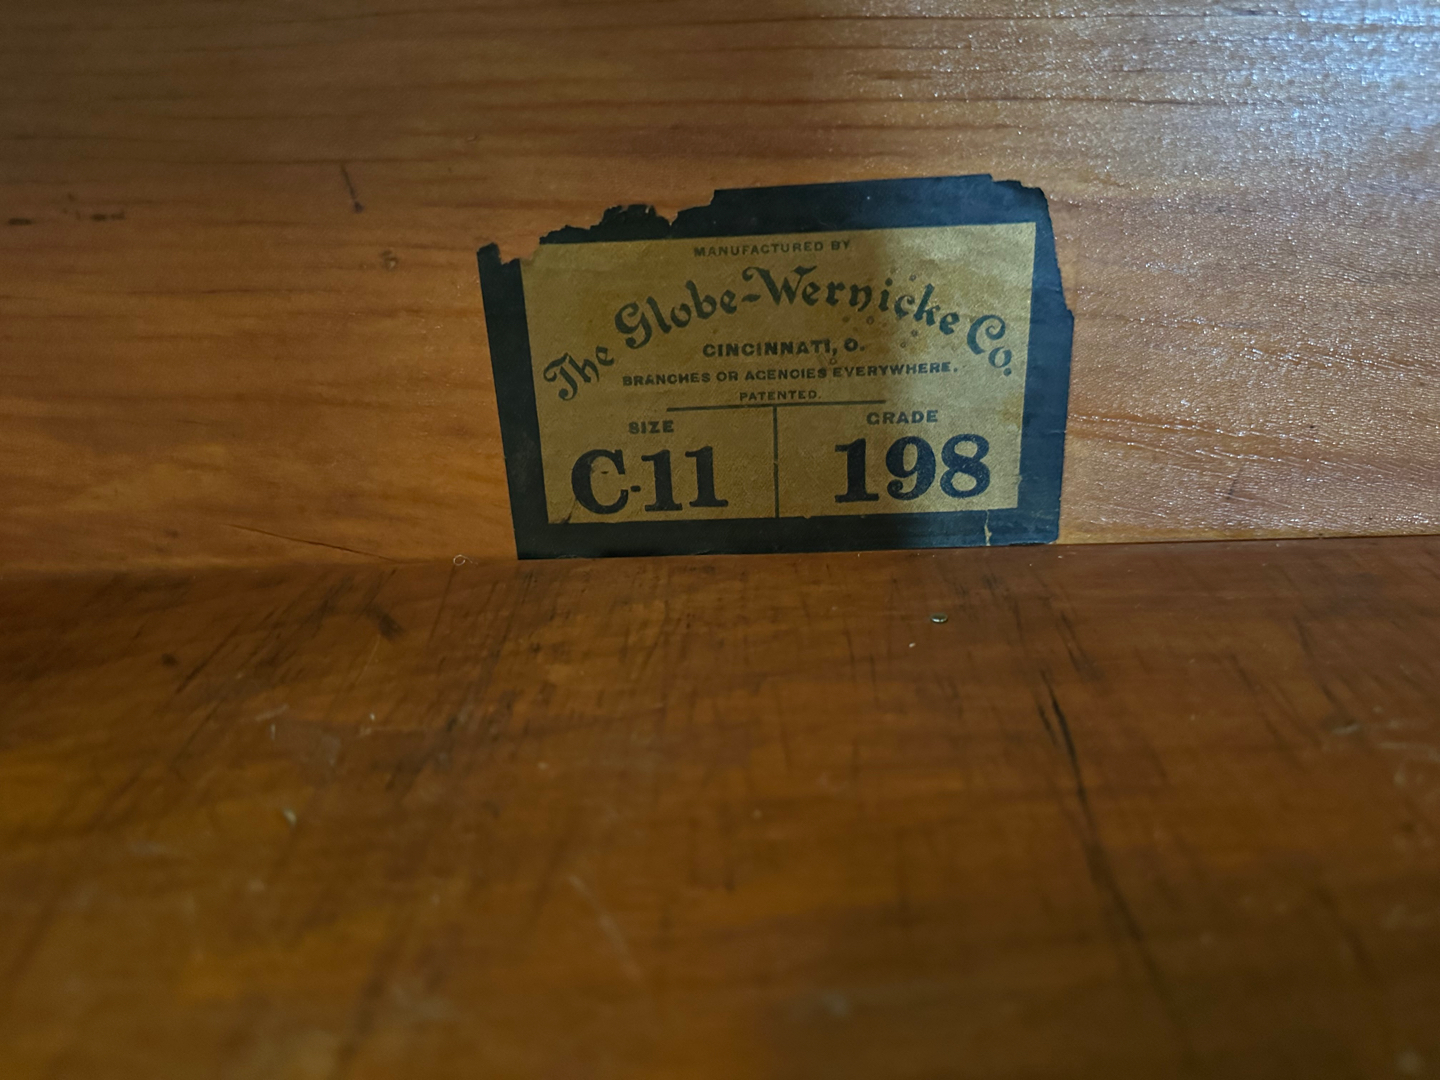 MANUFACTURED BY
The Globe-Wernicke Co.
CINCINNATI, O.
BRANCHES OR AGENCIES EVERYWHERE.
PATENTED.
SIZE GRADE
C-11 198